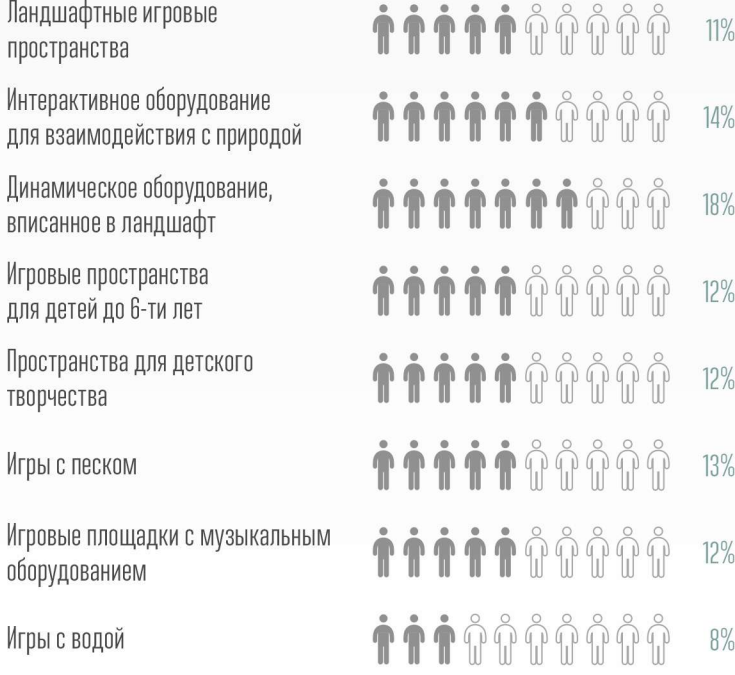 Ландшафтные игровые
пространства
11%
Интерактивное оборудование
для взаимодействия с природой
14%
Динамическое оборудование,
вписанное в ландшафт
18%
Игровые пространства
для детей до 6-ти лет
12%
Пространства для детского
творчества
12%
Игры с песком
13%
Игровые площадки с музыкальным
оборудованием
12%
Игры с водой
8%